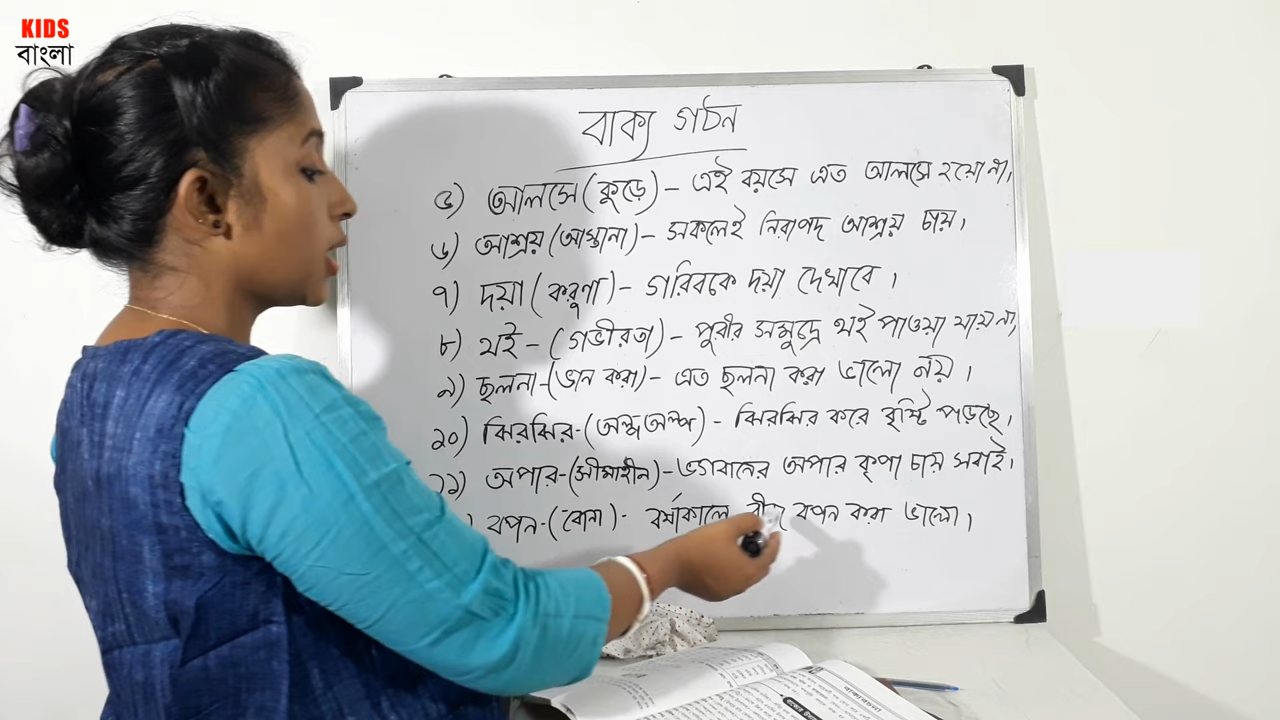 KIDS
বাংলা
বাক্য গঠন
৫) আলসে (কুড়ে) – এই বয়সে এত আলসে হয়ো না।
৬) আশ্রয় (আস্তানা) – সকলেই নিরাপদ আশ্রয় চায়।
৭) দয়া (করুণা) – গরিবকে দয়া দেখাবে।
৮) থই – (গভীরতা) – পুরীর সমুদ্রে থই পাওয়া যায় না।
৯) ছলনা - (ভান করা) – এত ছলনা করা ভালো নয়।
১০) ঝিরঝির - (অল্পঅল্প) – ঝিরঝির করে বৃষ্টি পড়ছে।
১১) অপার - (সীমাহীন) – ভগবানের অপার কৃপা চায় সবাই।
) বপন - (বোনা) - বর্ষাকালে বীজ বপন করা ভালো।